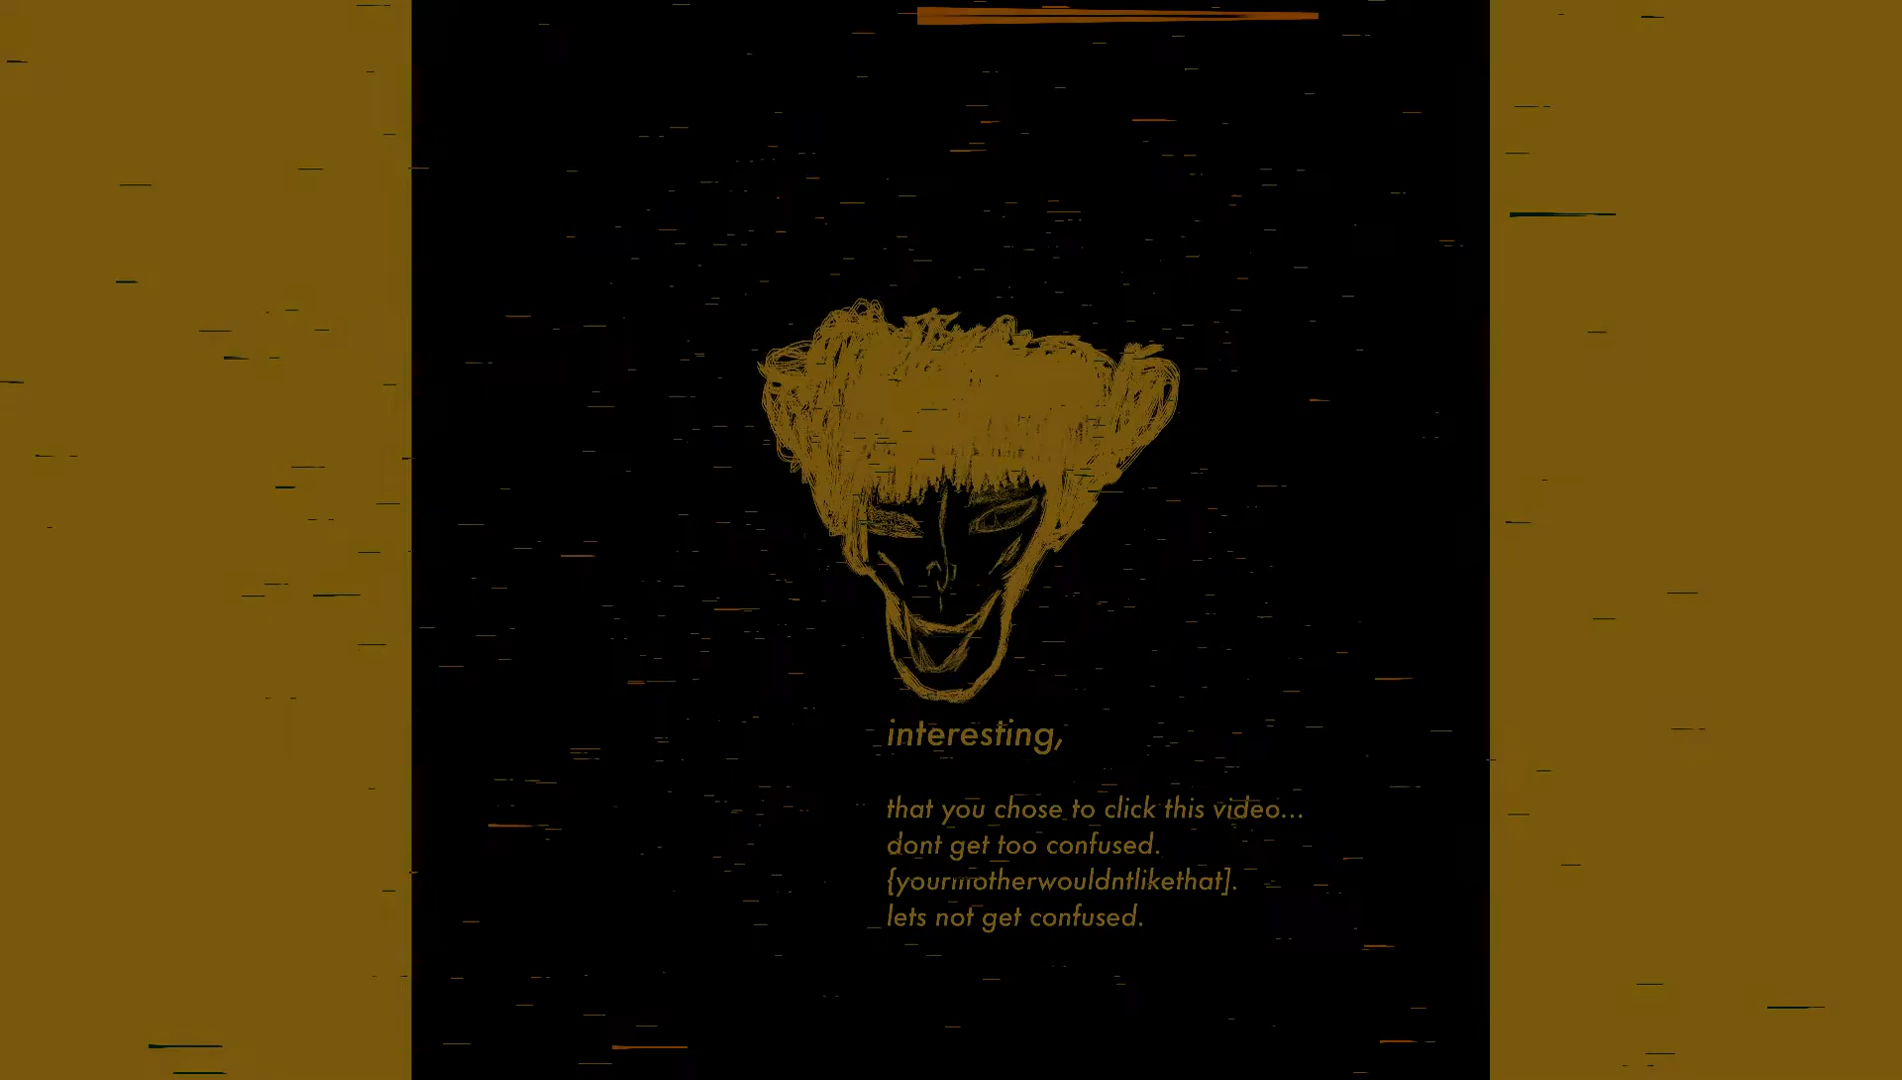 interesting,
that you chose to click this video...
dont get too confused.
{yourmotherwouldntlikethat].
lets not get confused.